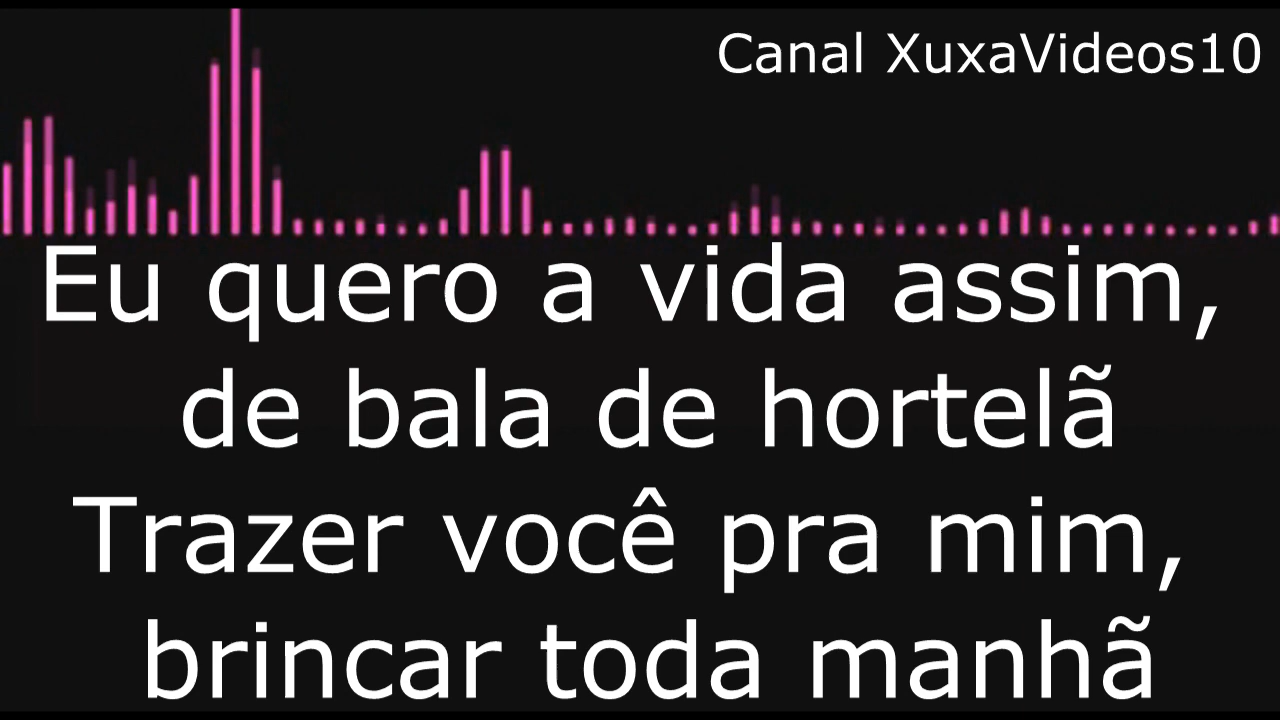 Canal XuxaVideos10
Eu quero a vida assim,
de bala de hortelã
Trazer você pra mim,
brincar toda manhã